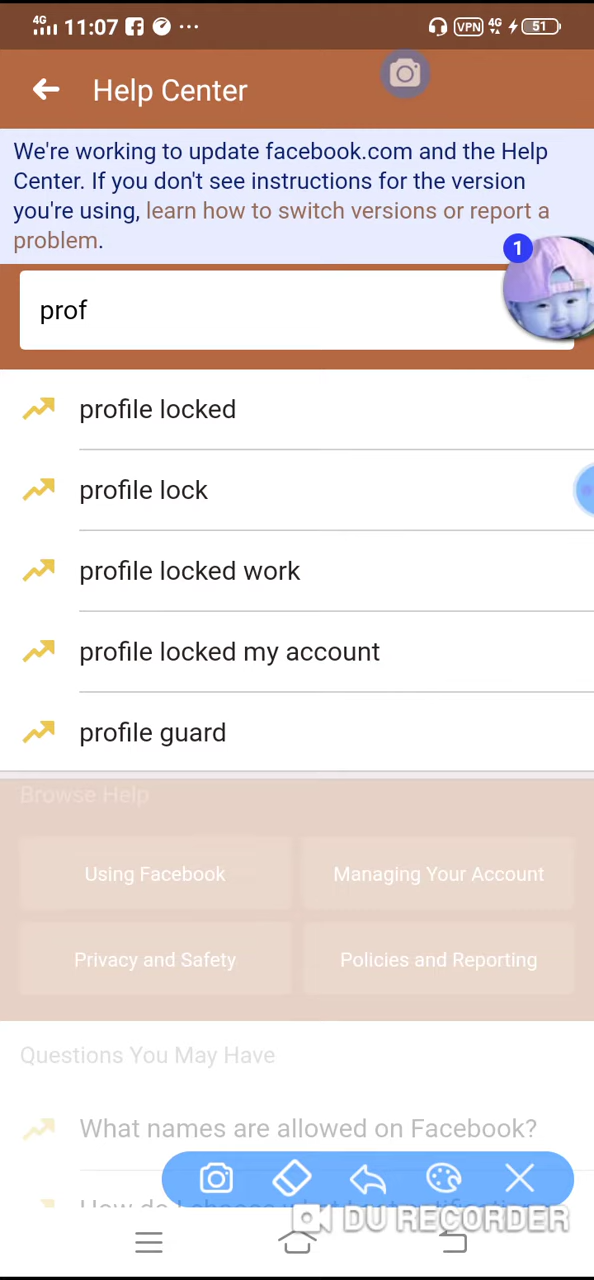 4G 11:07 ... VPN 4G 51
Help Center
We're working to update facebook.com and the Help
Center. If you don't see instructions for the version
you're using, learn how to switch versions or report a
problem.
1
prof
profile locked
profile lock
profile locked work
profile locked my account
profile guard
Browse Help
Using Facebook
Managing Your Account
Privacy and Safety
Policies and Reporting
Questions You May Have
What names are allowed on Facebook?
How do I choose what
DU RECORDER